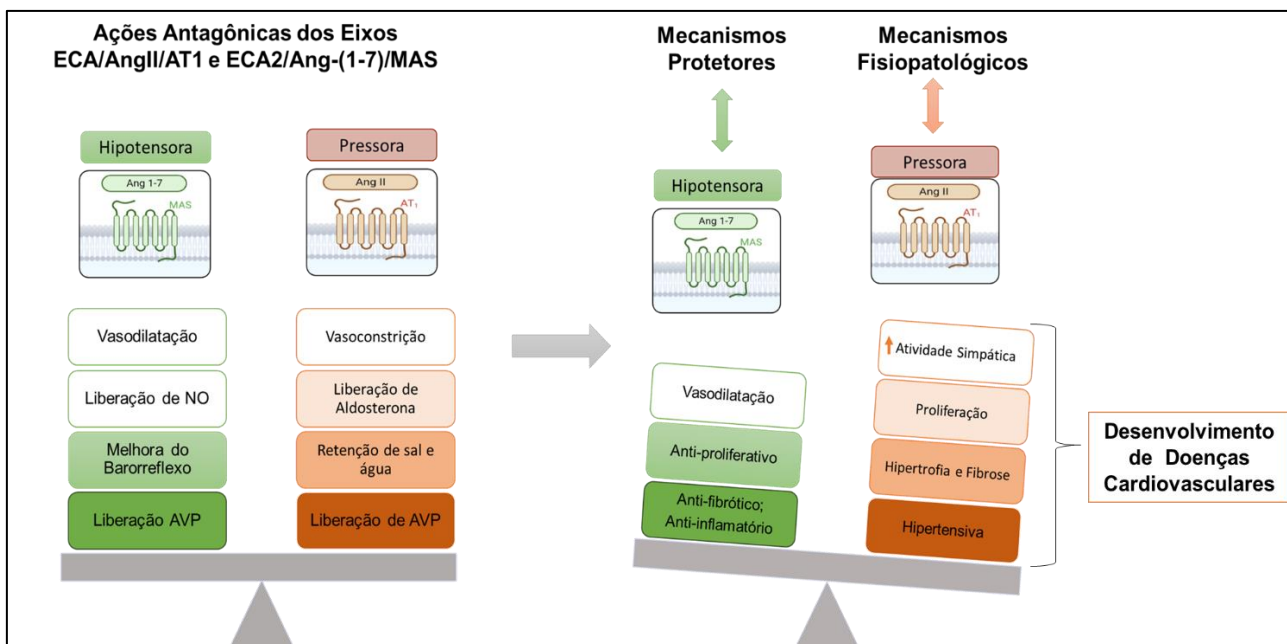 Ações Antagônicas dos Eixos
ECA/AngII/AT1 e ECA2/Ang-(1-7)/MAS
Hipotensora
Ang 1-7
MAS
Vasodilatação
Liberação de NO
Melhora do
Barorreflexo
Liberação AVP
Pressora
Ang II
AT₁
Vasoconstrição
Liberação de
Aldosterona
Retenção de sal e
água
Liberação de AVP
Mecanismos
Protetores
Hipotensora
Ang 1-7
MAS
Vasodilatação
Anti-proliferativo
Anti-fibrótico;
Anti-inflamatório
Mecanismos
Fisiopatológicos
Pressora
Ang II
AT₁
Atividade Simpática
Proliferação
Hipertrofia e Fibrose
Hipertensiva
Desenvolvimento
de Doenças
Cardiovasculares